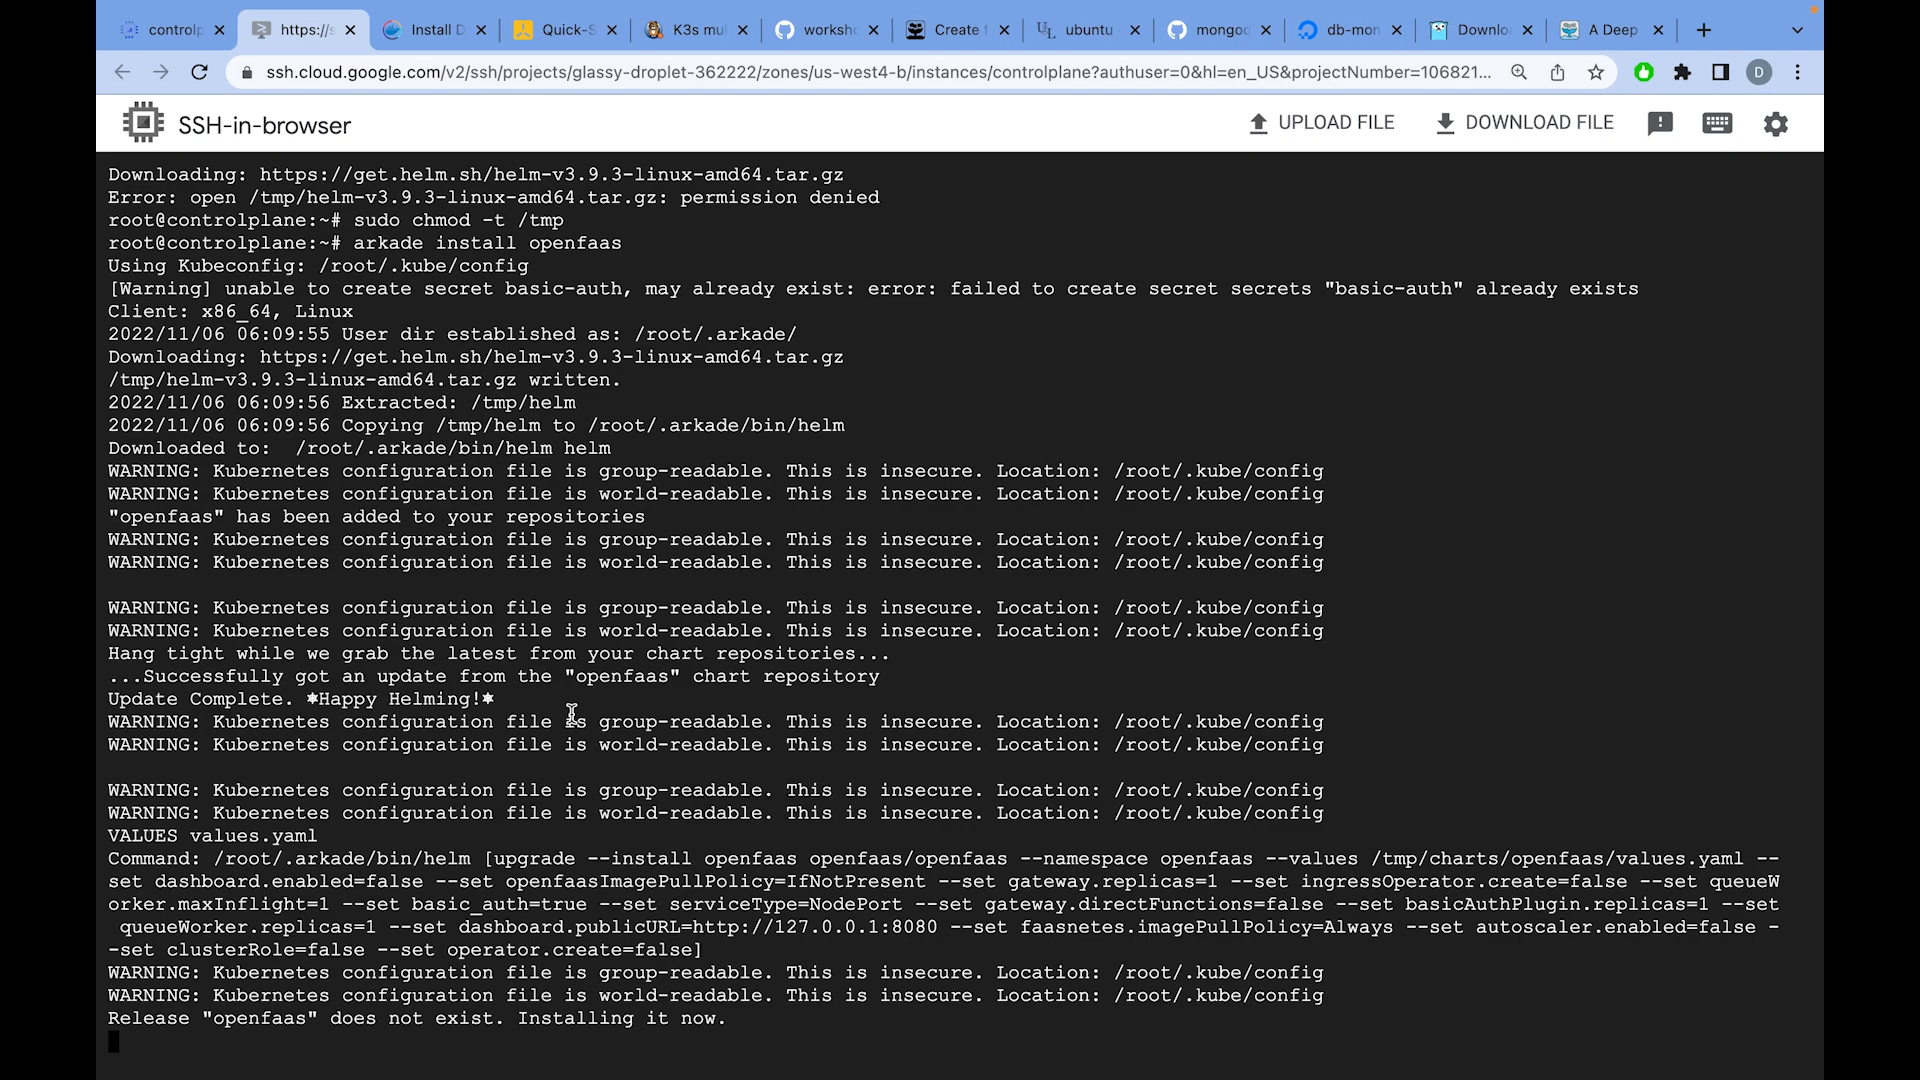 controlp
https://s
Install D
Quick-S
K3s mul
worksho
Create f
ubuntu
mongod
db-mon
Downlo
A Deep
ssh.cloud.google.com/v2/ssh/projects/glassy-droplet-362222/zones/us-west4-b/instances/controlplane?authuser=0&hl=en_US&projectNumber=106821...
D
SSH-in-browser
UPLOAD FILE
DOWNLOAD FILE
Downloading: https://get.helm.sh/helm-v3.9.3-linux-amd64.tar.gz
Error: open /tmp/helm-v3.9.3-linux-amd64.tar.gz: permission denied
root@controlplane:~# sudo chmod -t /tmp
root@controlplane:~# arkade install openfaas
Using Kubeconfig: /root/.kube/config
[Warning] unable to create secret basic-auth, may already exist: error: failed to create secret secrets "basic-auth" already exists
Client: x86_64, Linux
2022/11/06 06:09:55 User dir established as: /root/.arkade/
Downloading: https://get.helm.sh/helm-v3.9.3-linux-amd64.tar.gz
/tmp/helm-v3.9.3-linux-amd64.tar.gz written.
2022/11/06 06:09:56 Extracted: /tmp/helm
2022/11/06 06:09:56 Copying /tmp/helm to /root/.arkade/bin/helm
Downloaded to:  /root/.arkade/bin/helm helm
WARNING: Kubernetes configuration file is group-readable. This is insecure. Location: /root/.kube/config
WARNING: Kubernetes configuration file is world-readable. This is insecure. Location: /root/.kube/config
"openfaas" has been added to your repositories
WARNING: Kubernetes configuration file is group-readable. This is insecure. Location: /root/.kube/config
WARNING: Kubernetes configuration file is world-readable. This is insecure. Location: /root/.kube/config
WARNING: Kubernetes configuration file is group-readable. This is insecure. Location: /root/.kube/config
WARNING: Kubernetes configuration file is world-readable. This is insecure. Location: /root/.kube/config
Hang tight while we grab the latest from your chart repositories...
...Successfully got an update from the "openfaas" chart repository
Update Complete. ⎈Happy Helming!⎈
WARNING: Kubernetes configuration file is group-readable. This is insecure. Location: /root/.kube/config
WARNING: Kubernetes configuration file is world-readable. This is insecure. Location: /root/.kube/config
WARNING: Kubernetes configuration file is group-readable. This is insecure. Location: /root/.kube/config
WARNING: Kubernetes configuration file is world-readable. This is insecure. Location: /root/.kube/config
VALUES values.yaml
Command: /root/.arkade/bin/helm [upgrade --install openfaas openfaas/openfaas --namespace openfaas --values /tmp/charts/openfaas/values.yaml --
set dashboard.enabled=false --set openfaasImagePullPolicy=IfNotPresent --set gateway.replicas=1 --set ingressOperator.create=false --set queueW
orker.maxInflight=1 --set basic_auth=true --set serviceType=NodePort --set gateway.directFunctions=false --set basicAuthPlugin.replicas=1 --set
 queueWorker.replicas=1 --set dashboard.publicURL=http://127.0.0.1:8080 --set faasnetes.imagePullPolicy=Always --set autoscaler.enabled=false -
-set clusterRole=false --set operator.create=false]
WARNING: Kubernetes configuration file is group-readable. This is insecure. Location: /root/.kube/config
WARNING: Kubernetes configuration file is world-readable. This is insecure. Location: /root/.kube/config
Release "openfaas" does not exist. Installing it now.